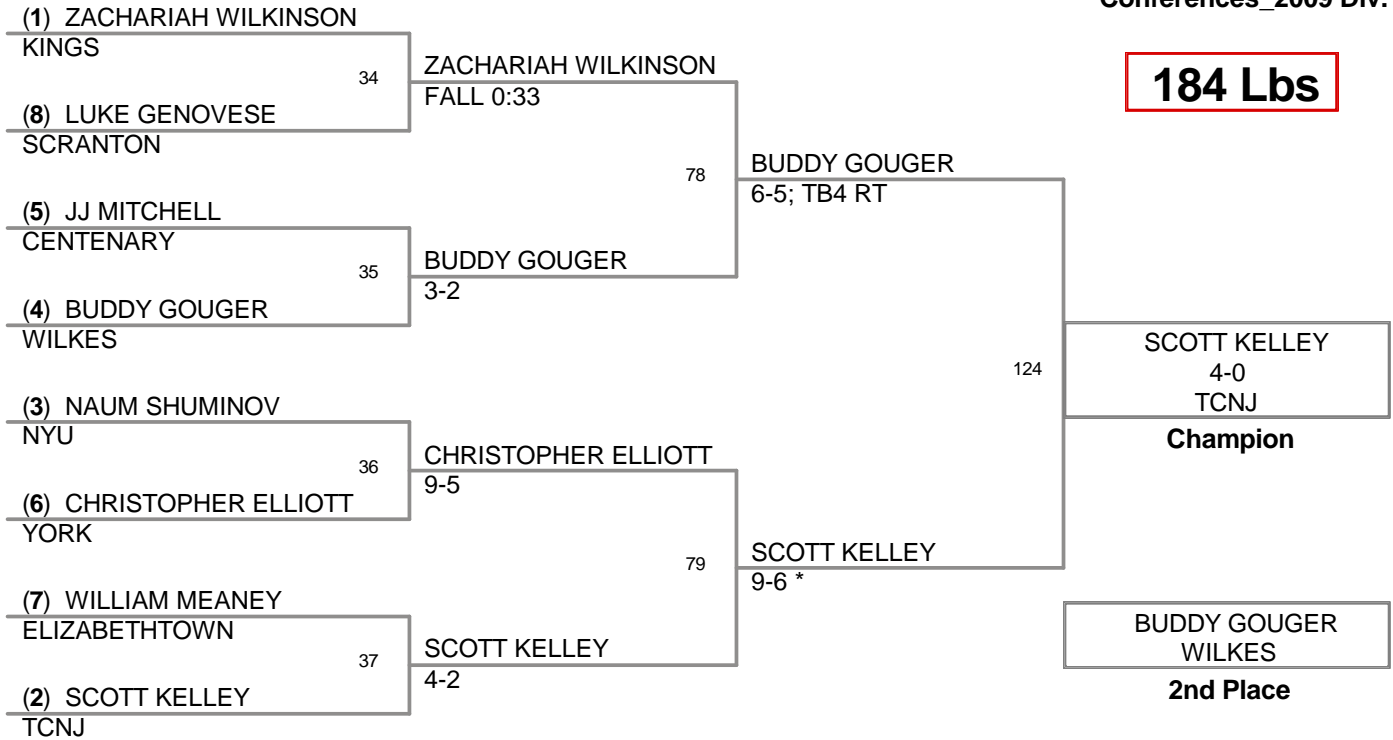 Conferences_2009 Div.
184 Lbs
(1) ZACHARIAH WILKINSON
KINGS
34
(8) LUKE GENOVESE
SCRANTON
ZACHARIAH WILKINSON
FALL 0:33
(5) JJ MITCHELL
CENTENARY
35
(4) BUDDY GOUGER
WILKES
BUDDY GOUGER
3-2
78
BUDDY GOUGER
6-5; TB4 RT
(3) NAUM SHUMINOV
NYU
36
(6) CHRISTOPHER ELLIOTT
YORK
CHRISTOPHER ELLIOTT
9-5
(7) WILLIAM MEANEY
ELIZABETHTOWN
37
(2) SCOTT KELLEY
TCNJ
SCOTT KELLEY
4-2
79
SCOTT KELLEY
9-6 *
124
SCOTT KELLEY
4-0
TCNJ
Champion
BUDDY GOUGER
WILKES
2nd Place